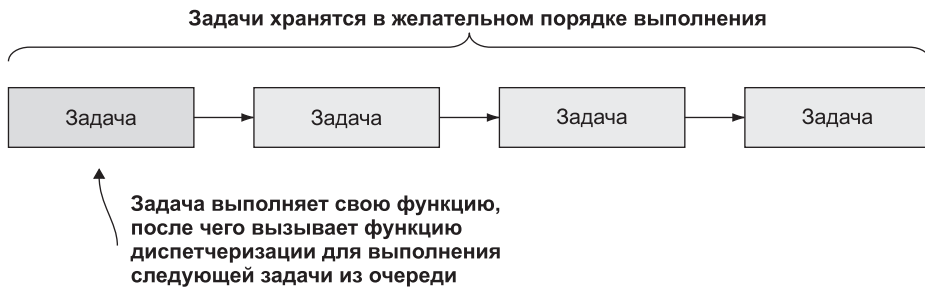 Задачи хранятся в желательном порядке выполнения
Задача
Задача
Задача
Задача
Задача выполняет свою функцию,
после чего вызывает функцию
диспетчеризации для выполнения
следующей задачи из очереди